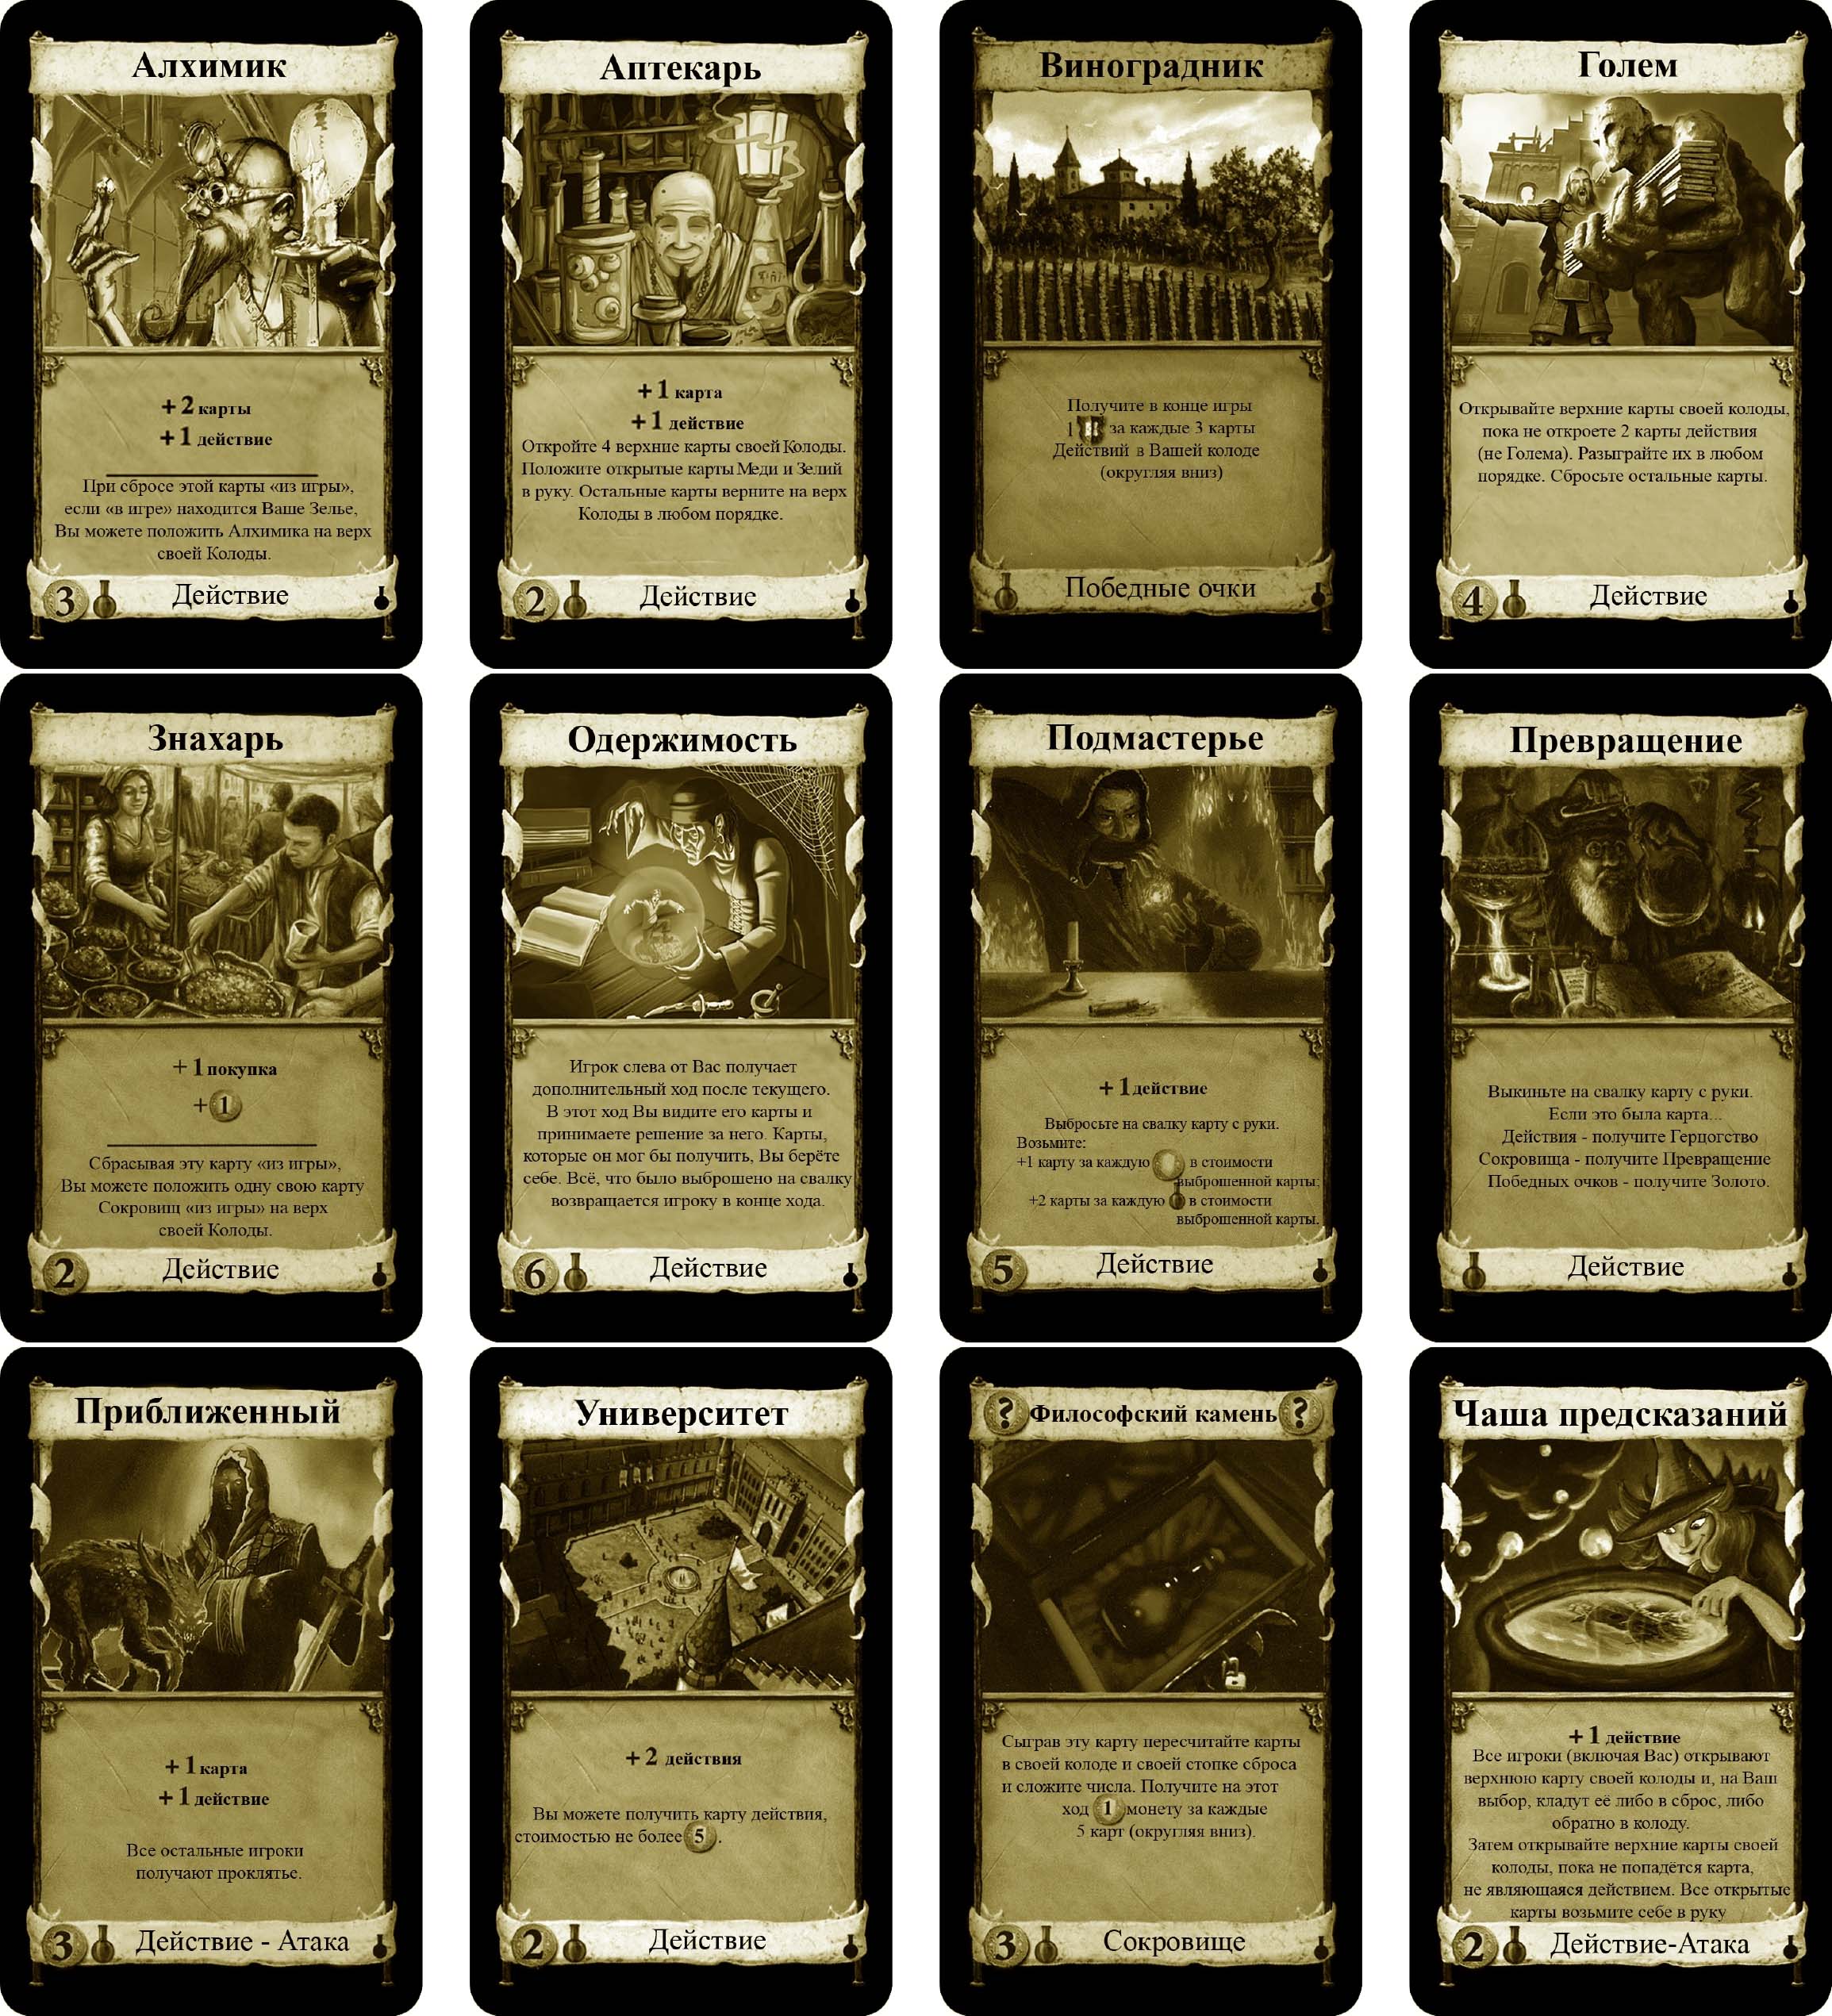 Алхимик
+2 карты
+1 действие
При сбросе этой карты «из игры»,
если «в игре» находится Ваше Зелье,
Вы можете положить Алхимика на верх
своей Колоды.
3 Действие
Аптекарь
+1 карта
+1 действие
Откройте 4 верхние карты своей Колоды.
Положите открытые карты Меди и Зелий
в руку. Остальные карты верните на верх
Колоды в любом порядке.
2 Действие
Виноградник
Получите в конце игры
1 за каждые 3 карты
Действий в Вашей колоде
(округляя вниз)
Победные очки
Голем
Открывайте верхние карты своей колоды,
пока не откроете 2 карты действия
(не Голема). Разыграйте их в любом
порядке. Сбросьте остальные карты.
4 Действие
Знахарь
+1 покупка
+1
Сбрасывая эту карту «из игры»,
Вы можете положить одну свою карту
Сокровищ «из игры» на верх
своей Колоды.
2 Действие
Одержимость
Игрок слева от Вас получает
дополнительный ход после текущего.
В этот ход Вы видите его карты и
принимаете решение за него. Карты,
которые он мог бы получить, Вы берёте
себе. Всё, что было выброшено на свалку
возвращается игроку в конце хода.
6 Действие
Подмастерье
+1 действие
Выбросьте на свалку карту с руки.
Возьмите:
+1 карту за каждую в стоимости
выброшенной карты;
+2 карты за каждую в стоимости
выброшенной карты.
5 Действие
Превращение
Выкиньте на свалку карту с руки.
Если это была карта...
Действия - получите Герцогство
Сокровища - получите Превращение
Победных очков - получите Золото.
Действие
Приближенный
+1 карта
+1 действие
Все остальные игроки
получают проклятье.
3 Действие - Атака
Университет
+2 действия
Вы можете получить карту действия,
стоимостью не более 5.
2 Действие
? Философский камень ?
Сыграв эту карту пересчитайте карты
в своей колоде и своей стопке сброса
и сложите числа. Получите на этот
ход 1 монету за каждые
5 карт (округляя вниз).
3 Сокровище
Чаша предсказаний
+1 действие
Все игроки (включая Вас) открывают
верхнюю карту своей колоды и, на Ваш
выбор, кладут её либо в сброс, либо
обратно в колоду.
Затем открывайте верхние карты своей
колоды, пока не попадётся карта,
не являющаяся действием. Все открытые
карты возьмите себе в руку
2 Действие-Атака